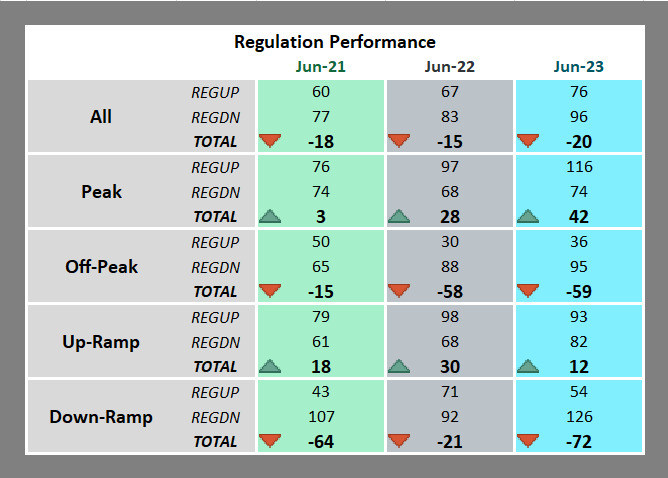 Regulation Performance
Jun-21 Jun-22 Jun-23
REGUP 60 67 76
All REGDN 77 83 96
TOTAL -18 -15 -20
REGUP 76 97 116
Peak REGDN 74 68 74
TOTAL 3 28 42
REGUP 50 30 36
Off-Peak REGDN 65 88 95
TOTAL -15 -58 -59
REGUP 79 98 93
Up-Ramp REGDN 61 68 82
TOTAL 18 30 12
REGUP 43 71 54
Down-Ramp REGDN 107 92 126
TOTAL -64 -21 -72